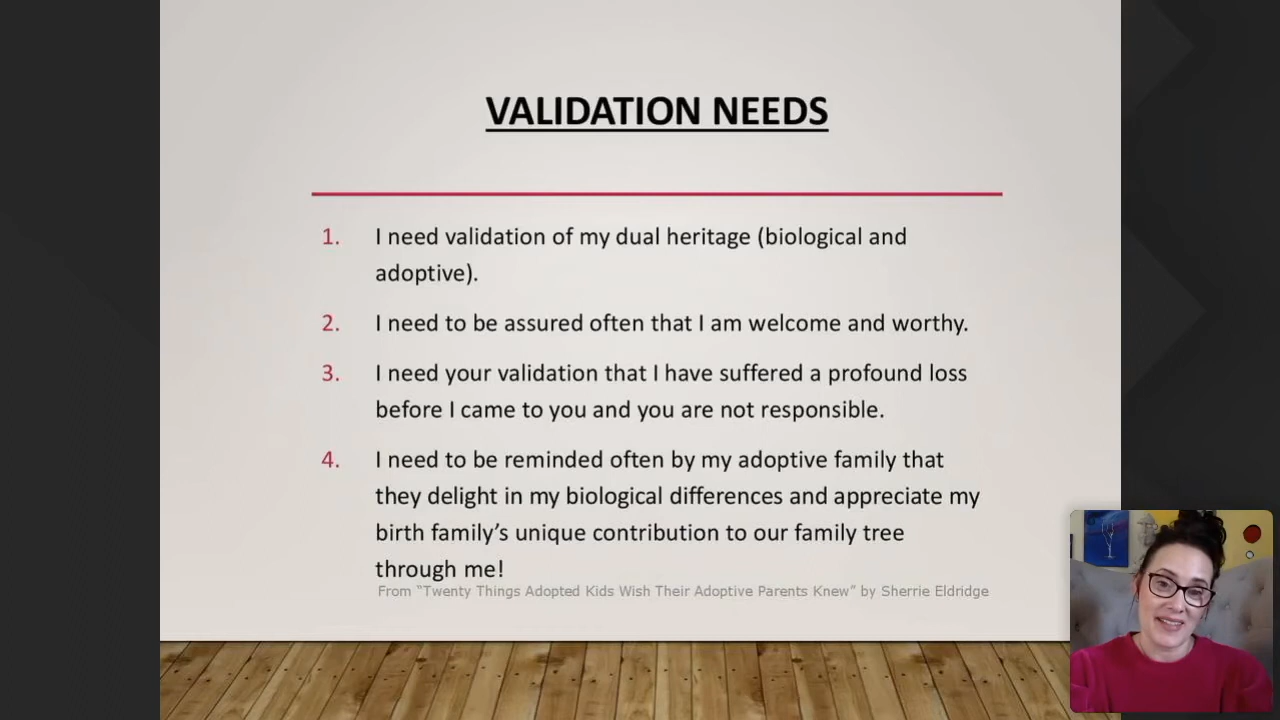 VALIDATION NEEDS
1. I need validation of my dual heritage (biological and
adoptive).
2. I need to be assured often that I am welcome and worthy.
3. I need your validation that I have suffered a profound loss
before I came to you and you are not responsible.
4. I need to be reminded often by my adoptive family that
they delight in my biological differences and appreciate my
birth family’s unique contribution to our family tree
through me!
From “Twenty Things Adopted Kids Wish Their Adoptive Parents Knew” by Sherrie Eldridge